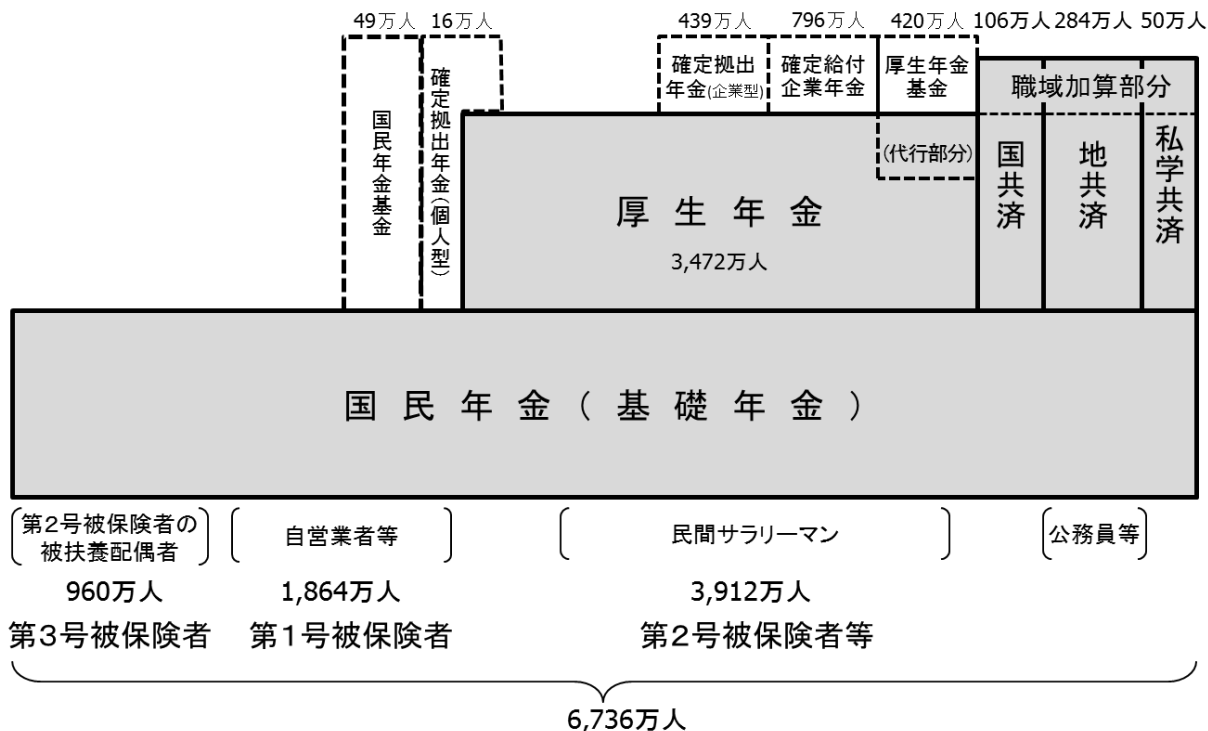 49万人 16万人 439万人 796万人 420万人 106万人 284万人 50万人
国民年金基金
確定拠出年金(個人型)
確定拠出
年金(企業型)
確定給付
企業年金
厚生年金
基金
職域加算部分
(代行部分)
厚生年金
3,472万人
国共済
地共済
私学共済
国民年金(基礎年金)
第2号被保険者の
被扶養配偶者
自営業者等
民間サラリーマン
公務員等
960万人 1,864万人 3,912万人
第3号被保険者 第1号被保険者 第2号被保険者等
6,736万人